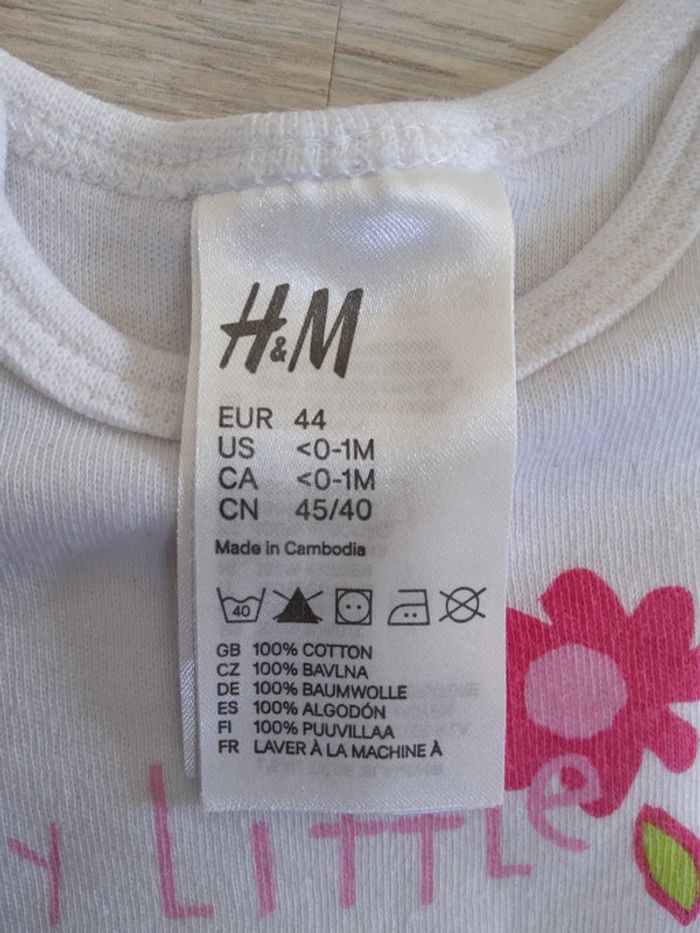 H&M
EUR 44
US <0-1M
CA <0-1M
CN 45/40
Made in Cambodia
40
GB 100% COTTON
CZ 100% BAVLNA
DE 100% BAUMWOLLE
ES 100% ALGODÓN
FI 100% PUUVILLAA
FR LAVER À LA MACHINE À
Y LITTLe